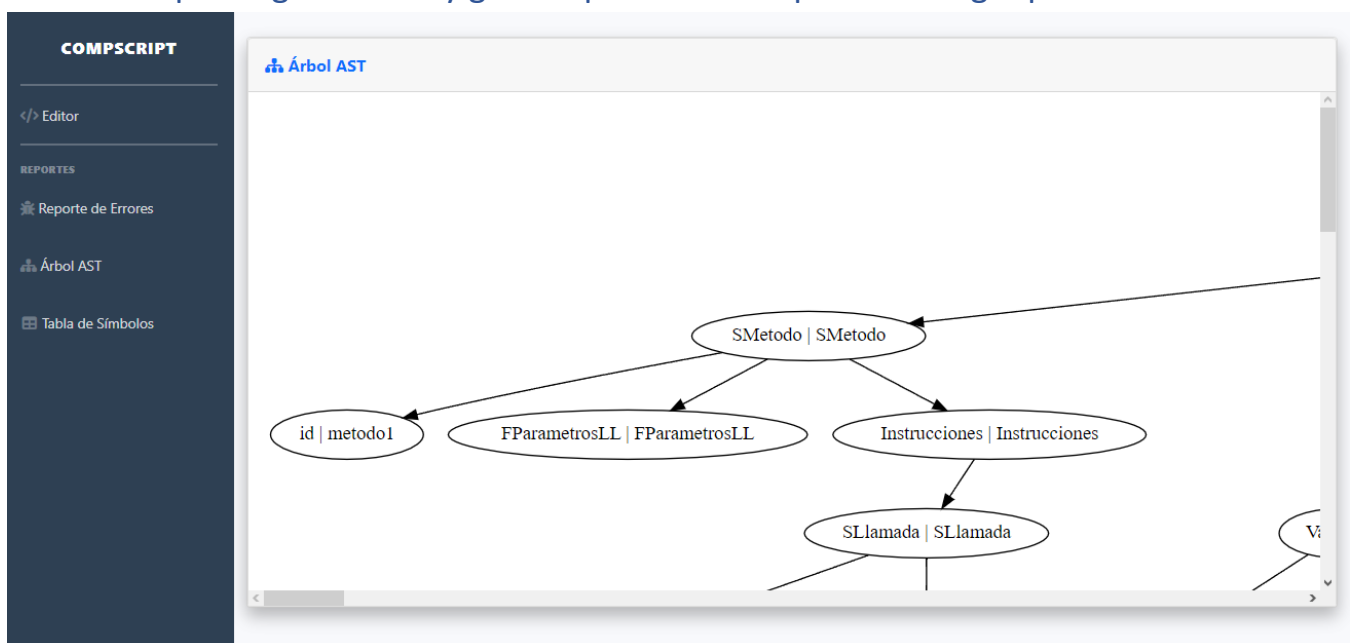 COMPSCRIPT
</> Editor
REPORTES
Reporte de Errores
Árbol AST
Tabla de Símbolos
Árbol AST
SMetodo | SMetodo
id | metodo1
FParametrosLL | FParametrosLL
Instrucciones | Instrucciones
SLlamada | SLlamada